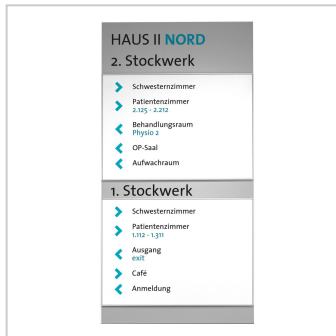 HAUS II NORD
2. Stockwerk
Schwesternzimmer
Patientenzimmer
2.125 - 2.212
Behandlungsraum
Physio 2
OP-Saal
Aufwachraum
1. Stockwerk
Schwesternzimmer
Patientenzimmer
1.112 - 1.311
Ausgang
exit
Café
Anmeldung